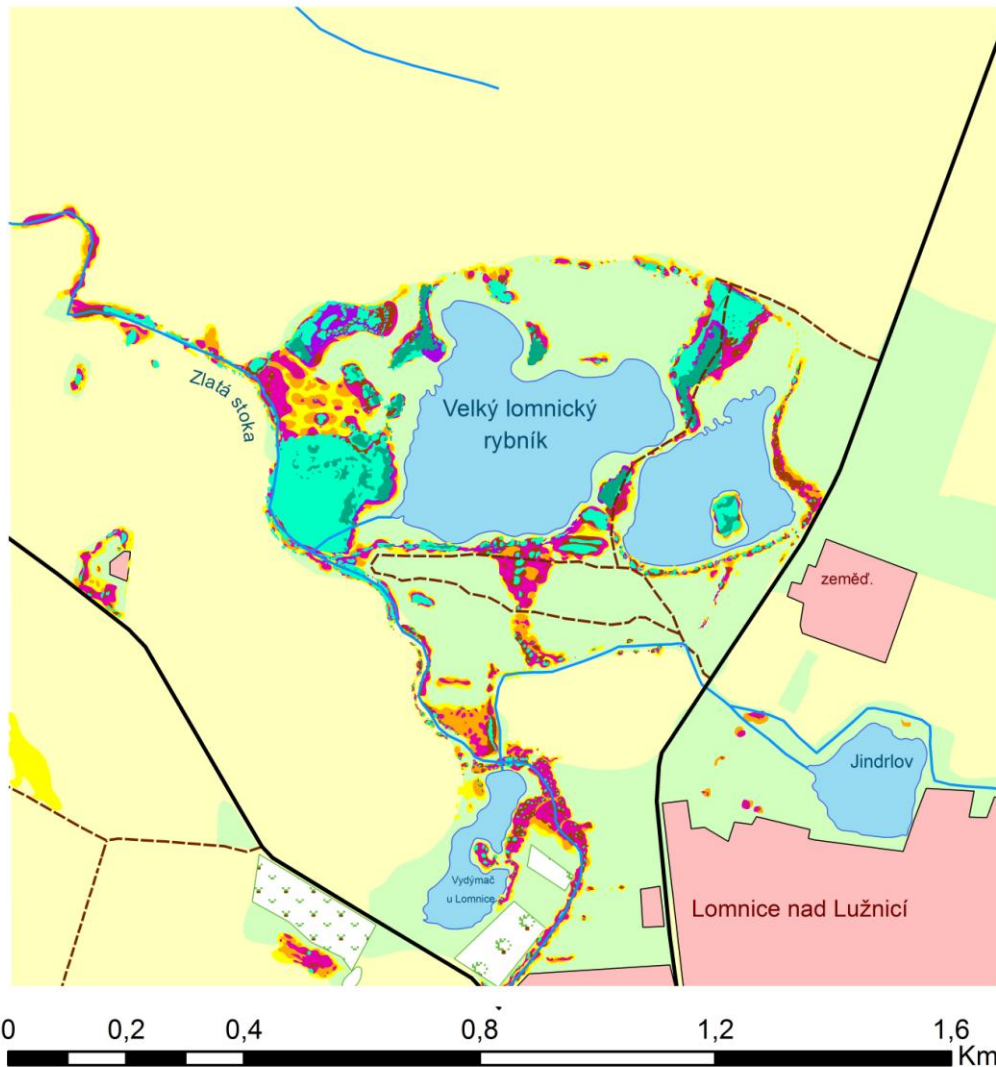 Zlatá stoka
Velký lomnický
rybník
zeměď.
Jindrlov
Vydýmač
u Lomnice
Lomnice nad Lužnicí
0 0,2 0,4 0,8 1,2 1,6
Km